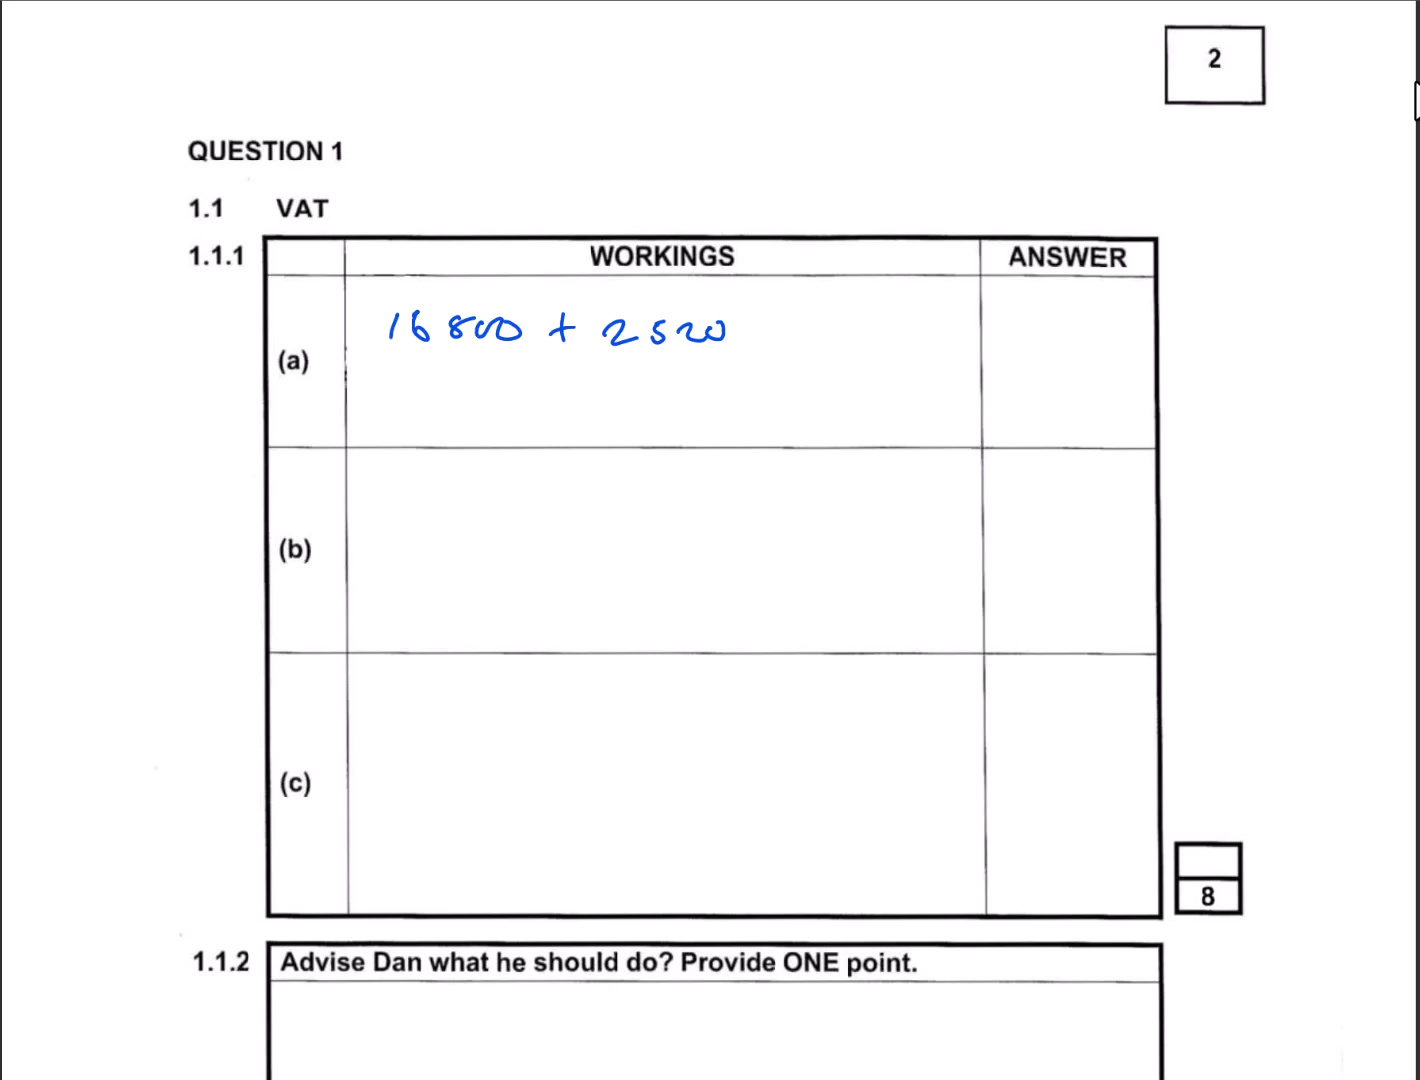 2
QUESTION 1
1.1 VAT
1.1.1 WORKINGS ANSWER
(a) 16 800 + 2 520
(b)
(c)
8
1.1.2 Advise Dan what he should do? Provide ONE point.